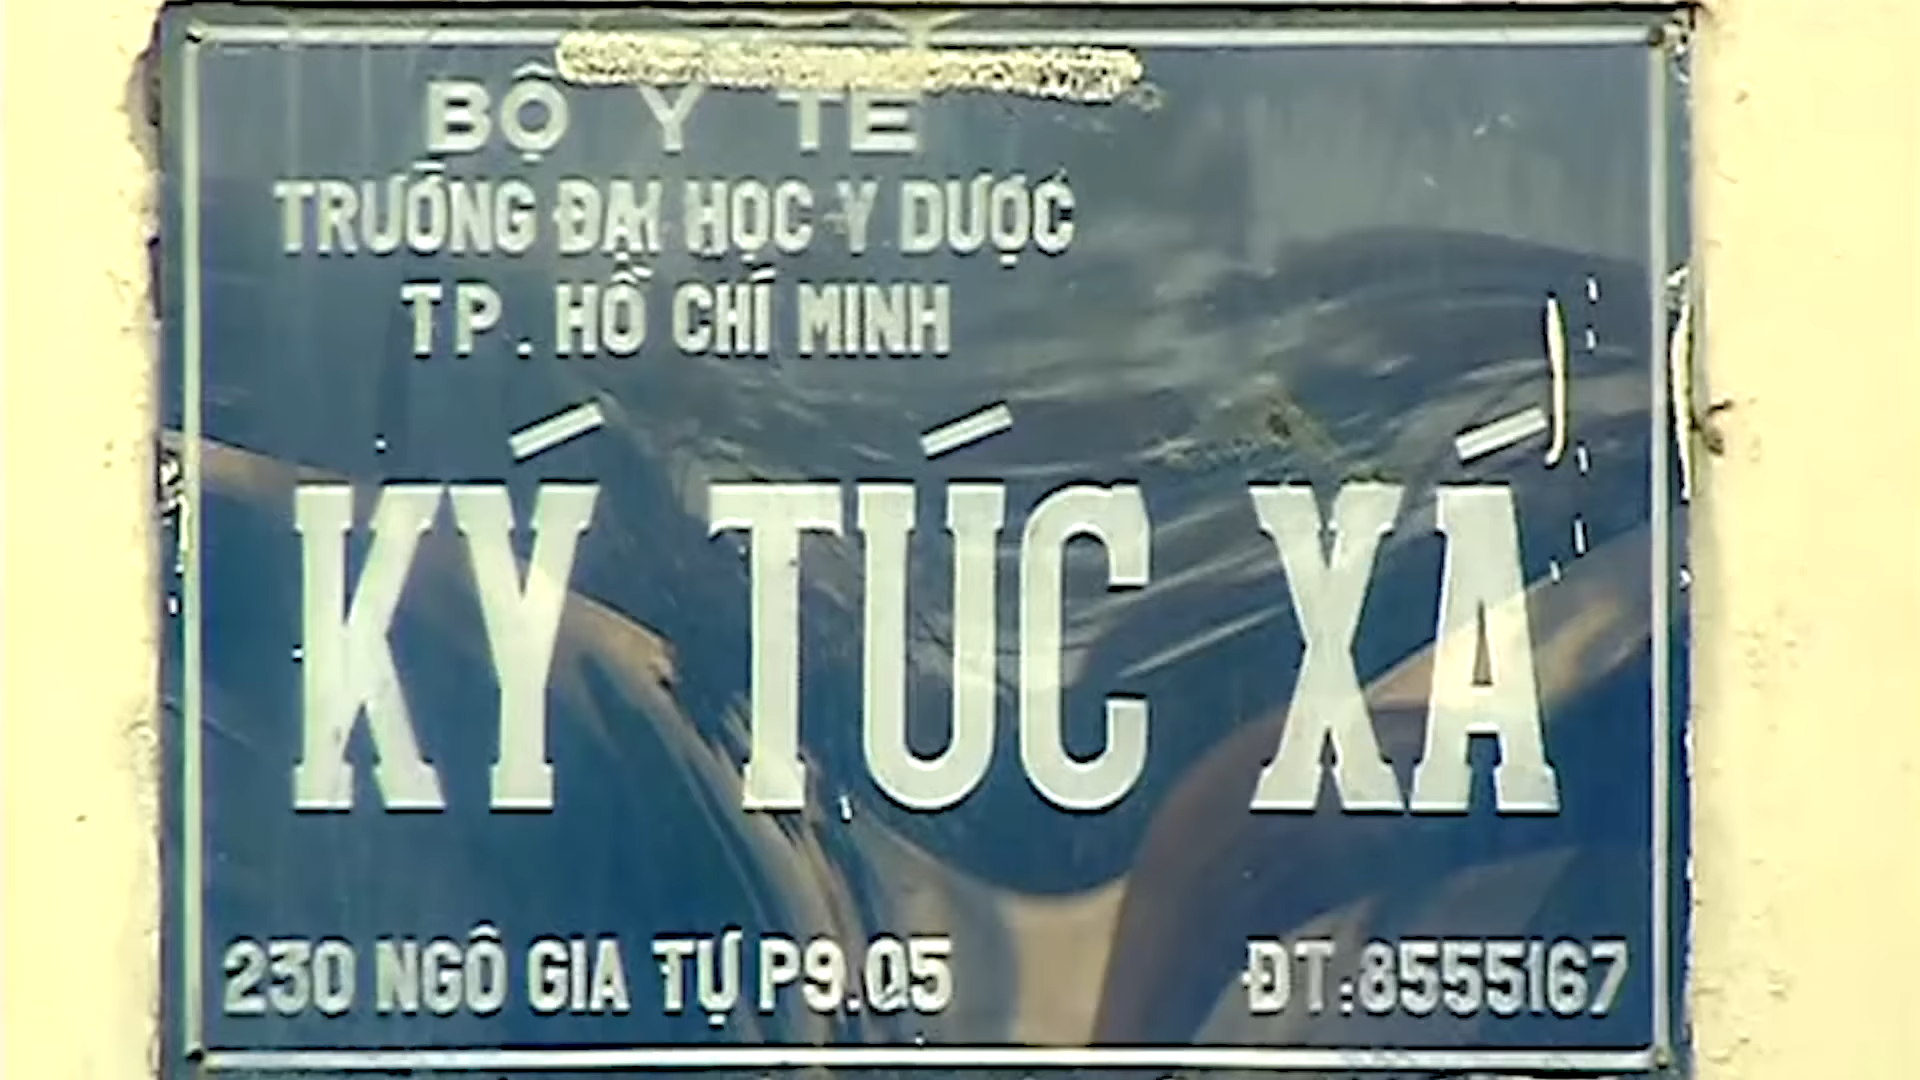 BỘ Y TẾ
TRƯỜNG ĐẠI HỌC Y DƯỢC
TP. HỒ CHÍ MINH
KÝ TÚC XÁ
230 NGÔ GIA TỰ P9.Q5 ĐT:8555167